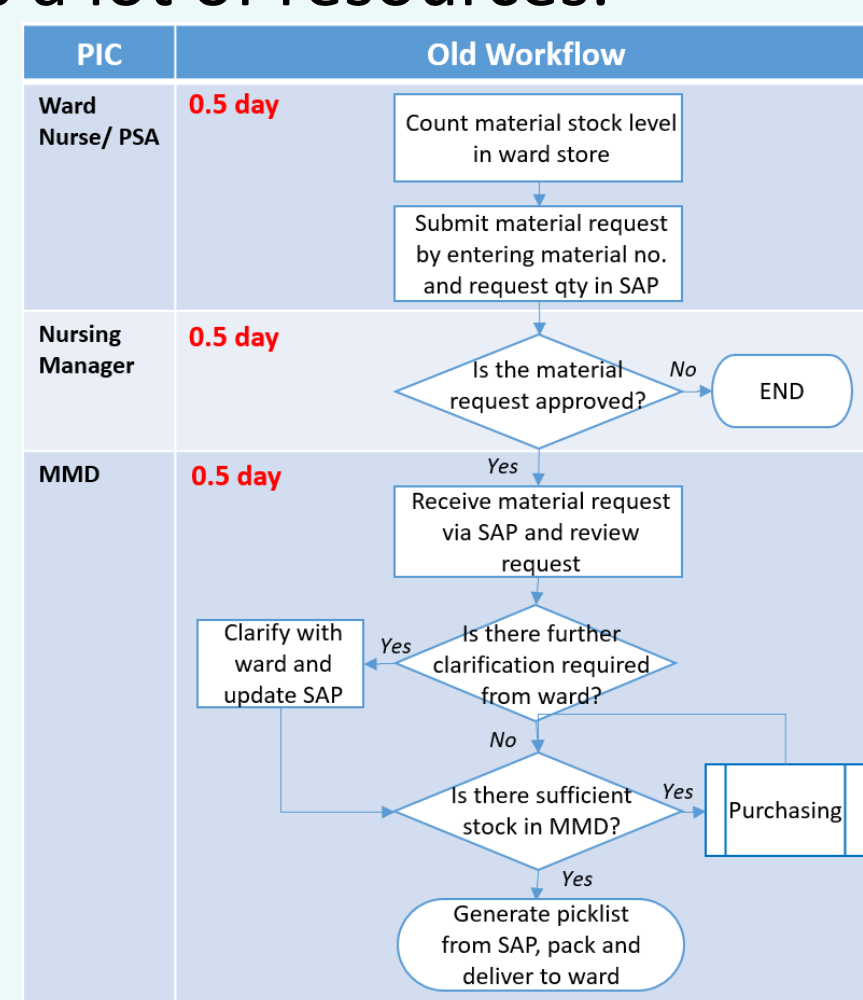 a lot of resources.
PIC
Old Workflow
Ward
Nurse/ PSA
0.5 day
Count material stock level
in ward store
Submit material request
by entering material no.
and request qty in SAP
Nursing
Manager
0.5 day
Is the material
request approved?
No
END
Yes
MMD
0.5 day
Receive material request
via SAP and review
request
Is there further
clarification required
from ward?
Yes
Clarify with
ward and
update SAP
No
Is there sufficient
stock in MMD?
Yes
Purchasing
Yes
Generate picklist
from SAP, pack and
deliver to ward